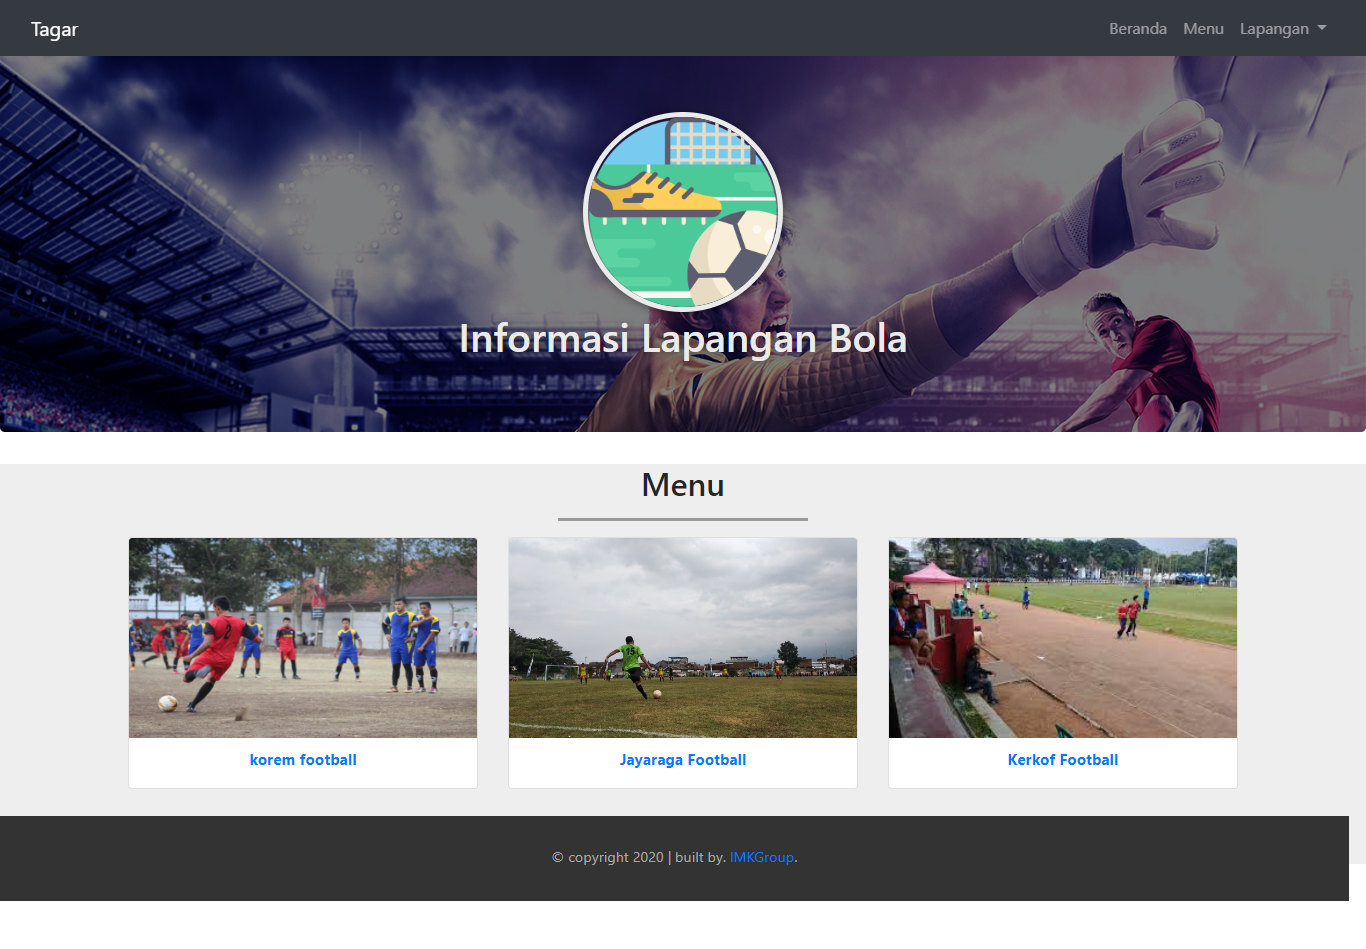 Tagar
Beranda Menu Lapangan
Informasi Lapangan Bola
Menu
korem football
Jayaraga Football
Kerkof Football
© copyright 2020 | built by. IMKGroup.